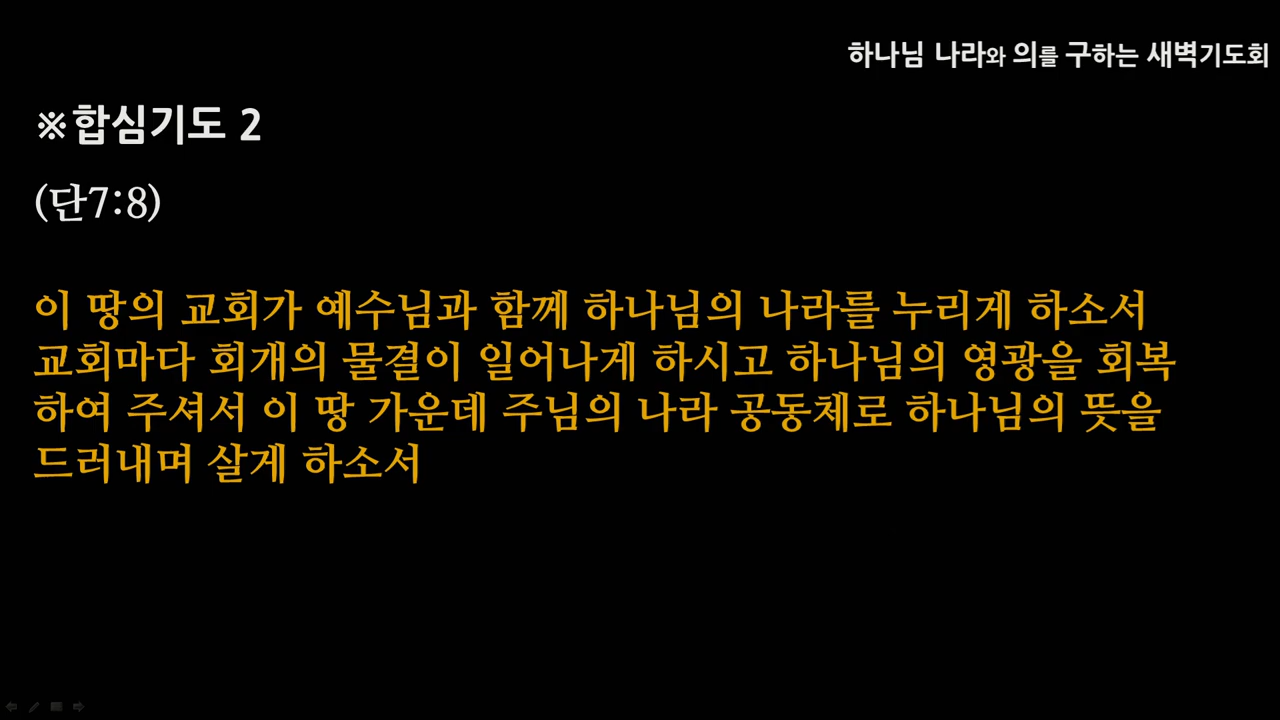 하나님 나라와 의를 구하는 새벽기도회
※합심기도 2
(단7:8)
이 땅의 교회가 예수님과 함께 하나님의 나라를 누리게 하소서
교회마다 회개의 물결이 일어나게 하시고 하나님의 영광을 회복
하여 주셔서 이 땅 가운데 주님의 나라 공동체로 하나님의 뜻을
드러내며 살게 하소서